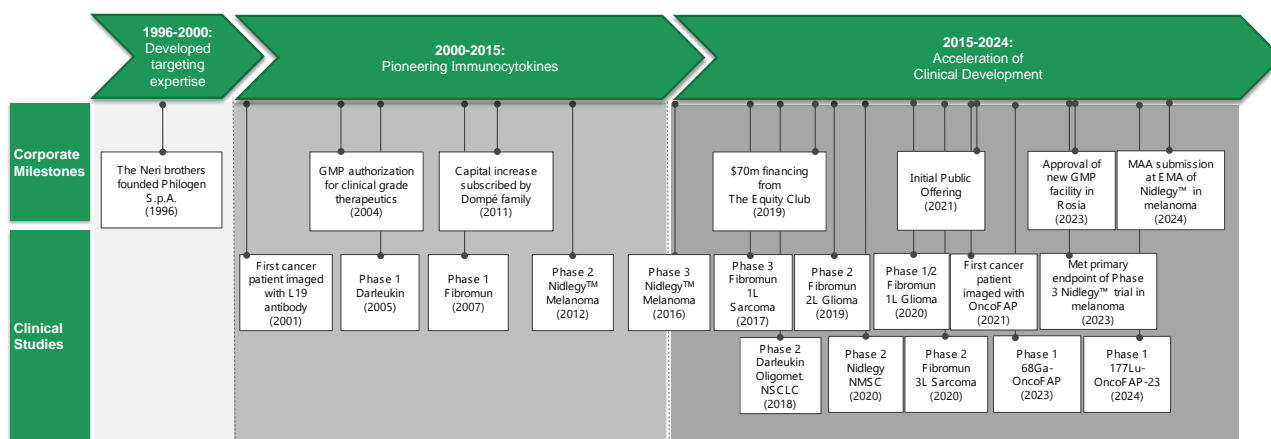 1996-2000:
Developed
targeting
expertise
2000-2015:
Pioneering Immunocytokines
2015-2024:
Acceleration of
Clinical Development
Corporate
Milestones
The Neri brothers
founded Philogen
S.p.A.
(1996)
GMP authorization
for clinical grade
therapeutics
(2004)
Capital increase
subscribed by
Dompé family
(2011)
$70m financing
from
The Equity Club
(2019)
Initial Public
Offering
(2021)
Approval of
new GMP
facility in
Rosia
(2023)
MAA submission
at EMA of
Nidlegy™ in
melanoma
(2024)
Clinical
Studies
First cancer
patient imaged
with L19
antibody
(2001)
Phase 1
Darleukin
(2005)
Phase 1
Fibromun
(2007)
Phase 2
Nidlegy™
Melanoma
(2012)
Phase 3
Nidlegy™
Melanoma
(2016)
Phase 3
Fibromun
1L
Sarcoma
(2017)
Phase 2
Fibromun
2L Glioma
(2019)
Phase 1/2
Fibromun
1L Glioma
(2020)
First cancer
patient
imaged with
OncoFAP
(2021)
Met primary
endpoint of Phase
3 Nidlegy™ trial in
melanoma
(2023)
Phase 2
Darleukin
Oligomet.
NSCLC
(2018)
Phase 2
Nidlegy
NMSC
(2020)
Phase 2
Fibromun
3L Sarcoma
(2020)
Phase 1
68Ga-
OncoFAP
(2023)
Phase 1
177Lu-
OncoFAP-23
(2024)